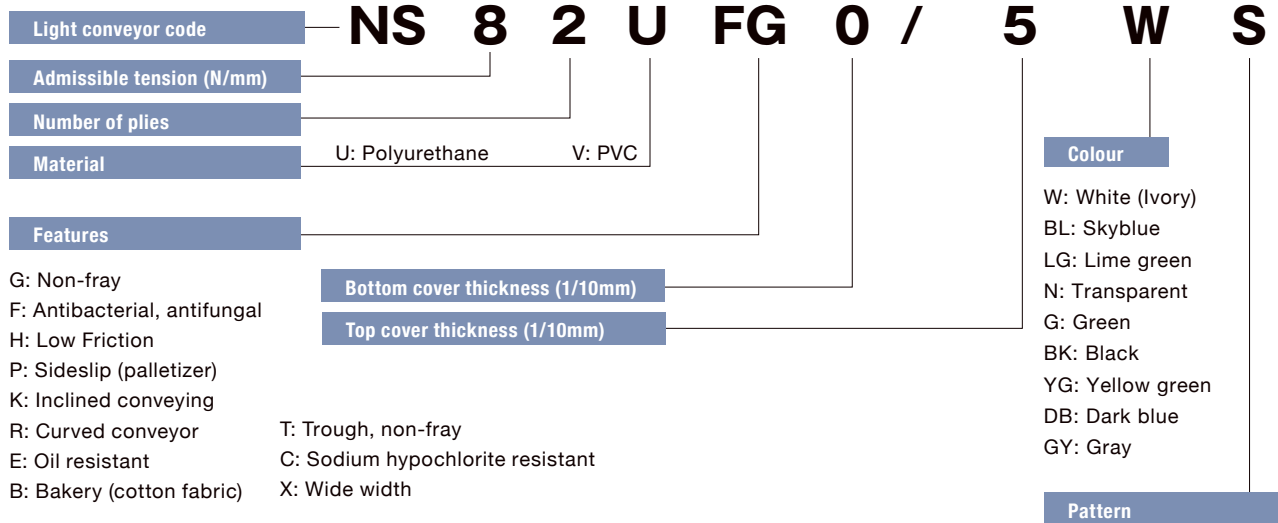 NS 8 2 U FG 0 / 5 W S
Light conveyor code
Admissible tension (N/mm)
Number of plies
Material
U: Polyurethane V: PVC
Features
G: Non-fray
F: Antibacterial, antifungal
H: Low Friction
P: Sideslip (palletizer)
K: Inclined conveying
R: Curved conveyor
E: Oil resistant
B: Bakery (cotton fabric)
T: Trough, non-fray
C: Sodium hypochlorite resistant
X: Wide width
Bottom cover thickness (1/10mm)
Top cover thickness (1/10mm)
Colour
W: White (Ivory)
BL: Skyblue
LG: Lime green
N: Transparent
G: Green
BK: Black
YG: Yellow green
DB: Dark blue
GY: Gray
Pattern